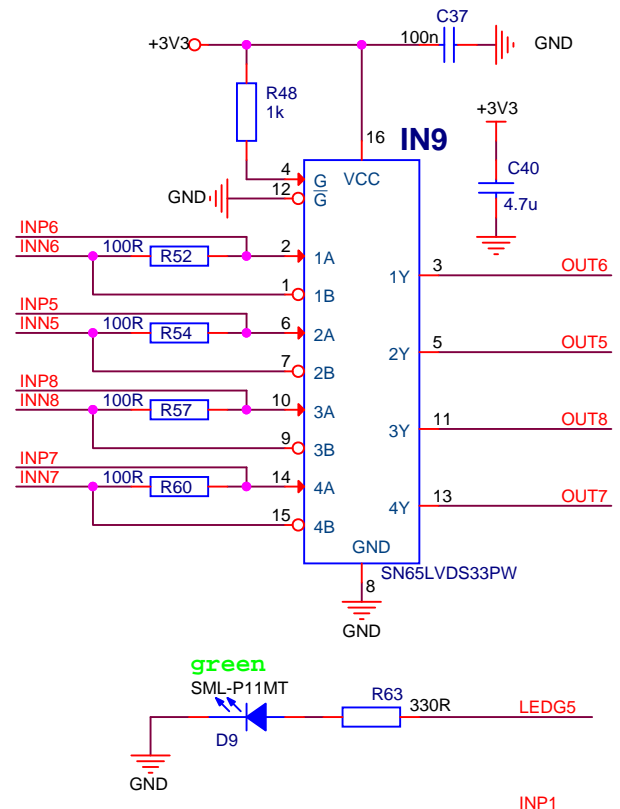 C37
+3V3 100n GND
R48
1k
+3V3
16 IN9
4 G VCC C40
GND 12 G 4.7u
INP6
INN6 100R R52 2 1A
1Y 3 OUT6
1 1B
INP5
INN5 100R R54 6 2A
2Y 5 OUT5
7 2B
INP8
INN8 100R R57 10 3A
3Y 11 OUT8
9 3B
INP7
INN7 100R R60 14 4A
4Y 13 OUT7
15 4B
GND
SN65LVDS33PW
8
GND
green
SML-P11MT
R63
330R LEDG5
D9
GND
INP1